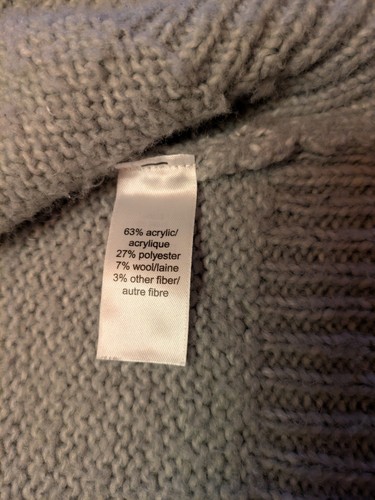 63% acrylic/
acrylique
27% polyester
7% wool/laine
3% other fiber/
autre fibre